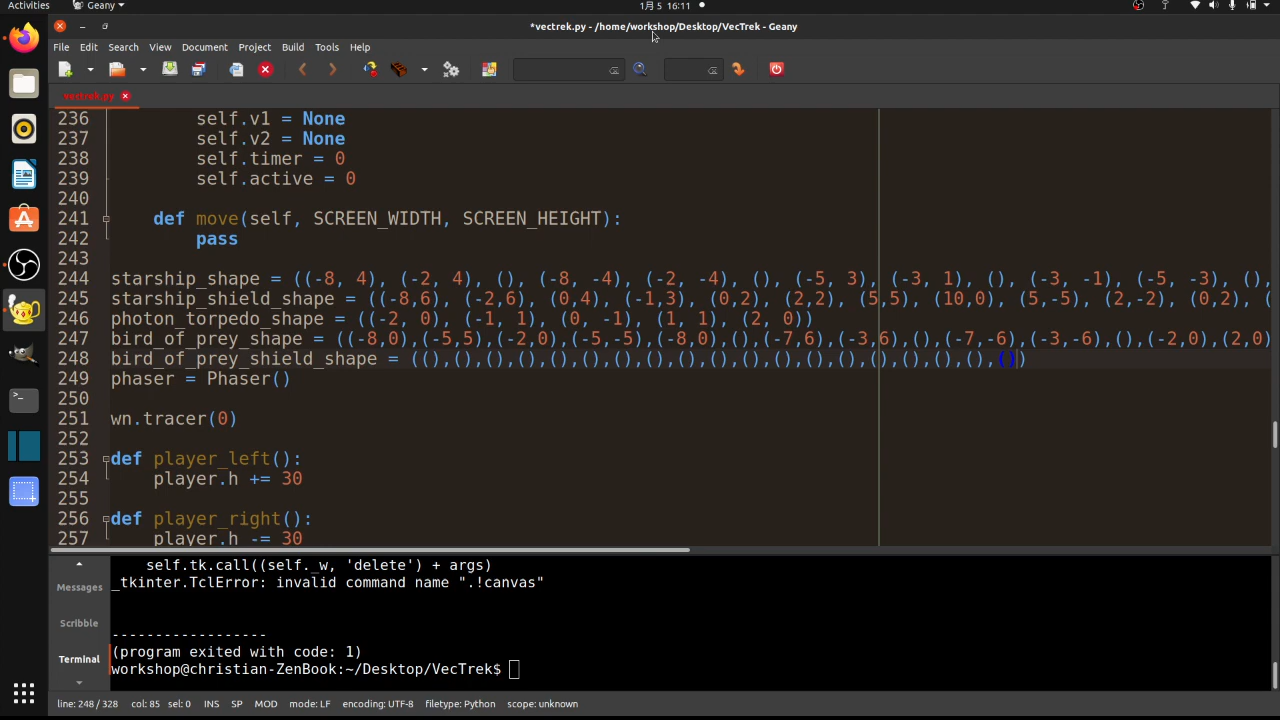 Activities
Geany
1月 5 16:11
*vectrek.py - /home/workshop/Desktop/VecTrek - Geany
File Edit Search View Document Project Build Tools Help
vectrek.py
236 self.v1 = None
237 self.v2 = None
238 self.timer = 0
239 self.active = 0
240
241 def move(self, SCREEN_WIDTH, SCREEN_HEIGHT):
242 pass
243
244 starship_shape = ((-8, 4), (-2, 4), (), (-8, -4), (-2, -4), (), (-5, 3), (-3, 1), (), (-3, -1), (-5, -3), (),
245 starship_shield_shape = ((-8,6), (-2,6), (0,4), (-1,3), (0,2), (2,2), (5,5), (10,0), (5,-5), (2,-2), (0,2), (
246 photon_torpedo_shape = ((-2, 0), (-1, 1), (0, -1), (1, 1), (2, 0))
247 bird_of_prey_shape = ((-8,0),(-5,5),(-2,0),(-5,-5),(-8,0),(),(-7,6),(-3,6),(),(-7,-6),(-3,-6),(),(-2,0),(2,0)
248 bird_of_prey_shield_shape = ((),(),(),(),(),(),(),(),(),(),(),(),(),(),(),(),(),(),())
249 phaser = Phaser()
250
251 wn.tracer(0)
252
253 def player_left():
254 player.h += 30
255
256 def player_right():
257 player.h -= 30
Messages
Scribble
Terminal
self.tk.call((self._w, 'delete') + args)
_tkinter.TclError: invalid command name ".!canvas"
------------------
(program exited with code: 1)
workshop@christian-ZenBook:~/Desktop/VecTrek$
line: 248 / 328 col: 85 sel: 0 INS SP MOD mode: LF encoding: UTF-8 filetype: Python scope: unknown